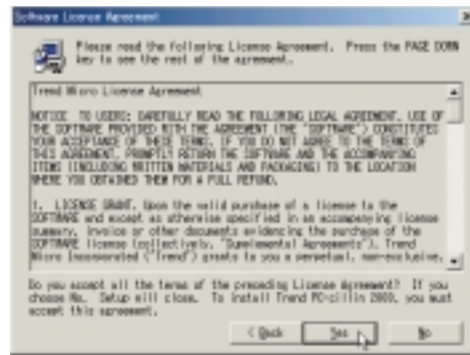 Software License Agreement
Please read the following License Agreement. Press the PAGE DOWN
key to see the rest of the agreement.
Trend Micro License Agreement
NOTICE TO USERS: CAREFULLY READ THE FOLLOWING LEGAL AGREEMENT. USE OF
THE SOFTWARE PROVIDED WITH THE AGREEMENT (THE "SOFTWARE") CONSTITUTES
YOUR ACCEPTANCE OF THESE TERMS. IF YOU DO NOT AGREE TO THE TERMS OF
THIS AGREEMENT, PROMPTLY RETURN THE SOFTWARE AND THE ACCOMPANYING
ITEMS (INCLUDING WRITTEN MATERIALS AND PACKAGING) TO THE LOCATION
WHERE YOU OBTAINED THEM FOR A FULL REFUND.
1. LICENSE GRANT. Upon the valid purchase of a license to the
SOFTWARE and except as otherwise specified in an accompanying license
summary, invoice or other documents evidencing the purchase of the
SOFTWARE license (collectively, "Supplemental Agreements"), Trend
Micro Incorporated ("Trend") grants to you a perpetual, non-exclusive,
Do you accept all the terms of the preceding License Agreement? If you
choose No, Setup will close. To install Trend PC-cillin 2000, you must
accept this agreement.
< Back
Yes
No